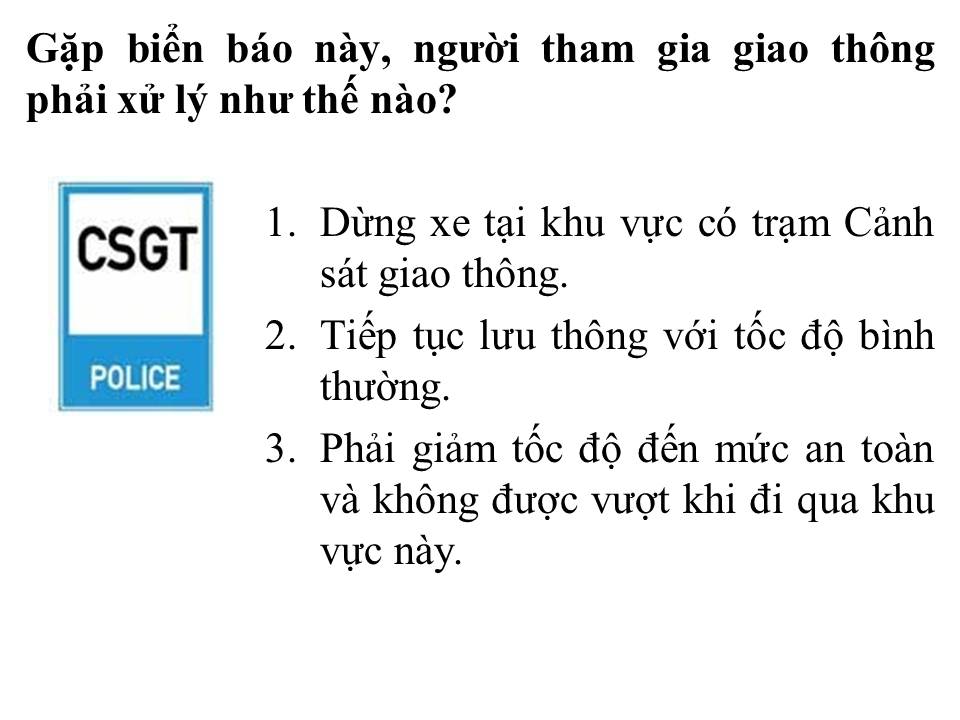 Gặp biển báo này, người tham gia giao thông
phải xử lý như thế nào?
CSGT
POLICE
1. Dừng xe tại khu vực có trạm Cảnh
sát giao thông.
2. Tiếp tục lưu thông với tốc độ bình
thường.
3. Phải giảm tốc độ đến mức an toàn
và không được vượt khi đi qua khu
vực này.